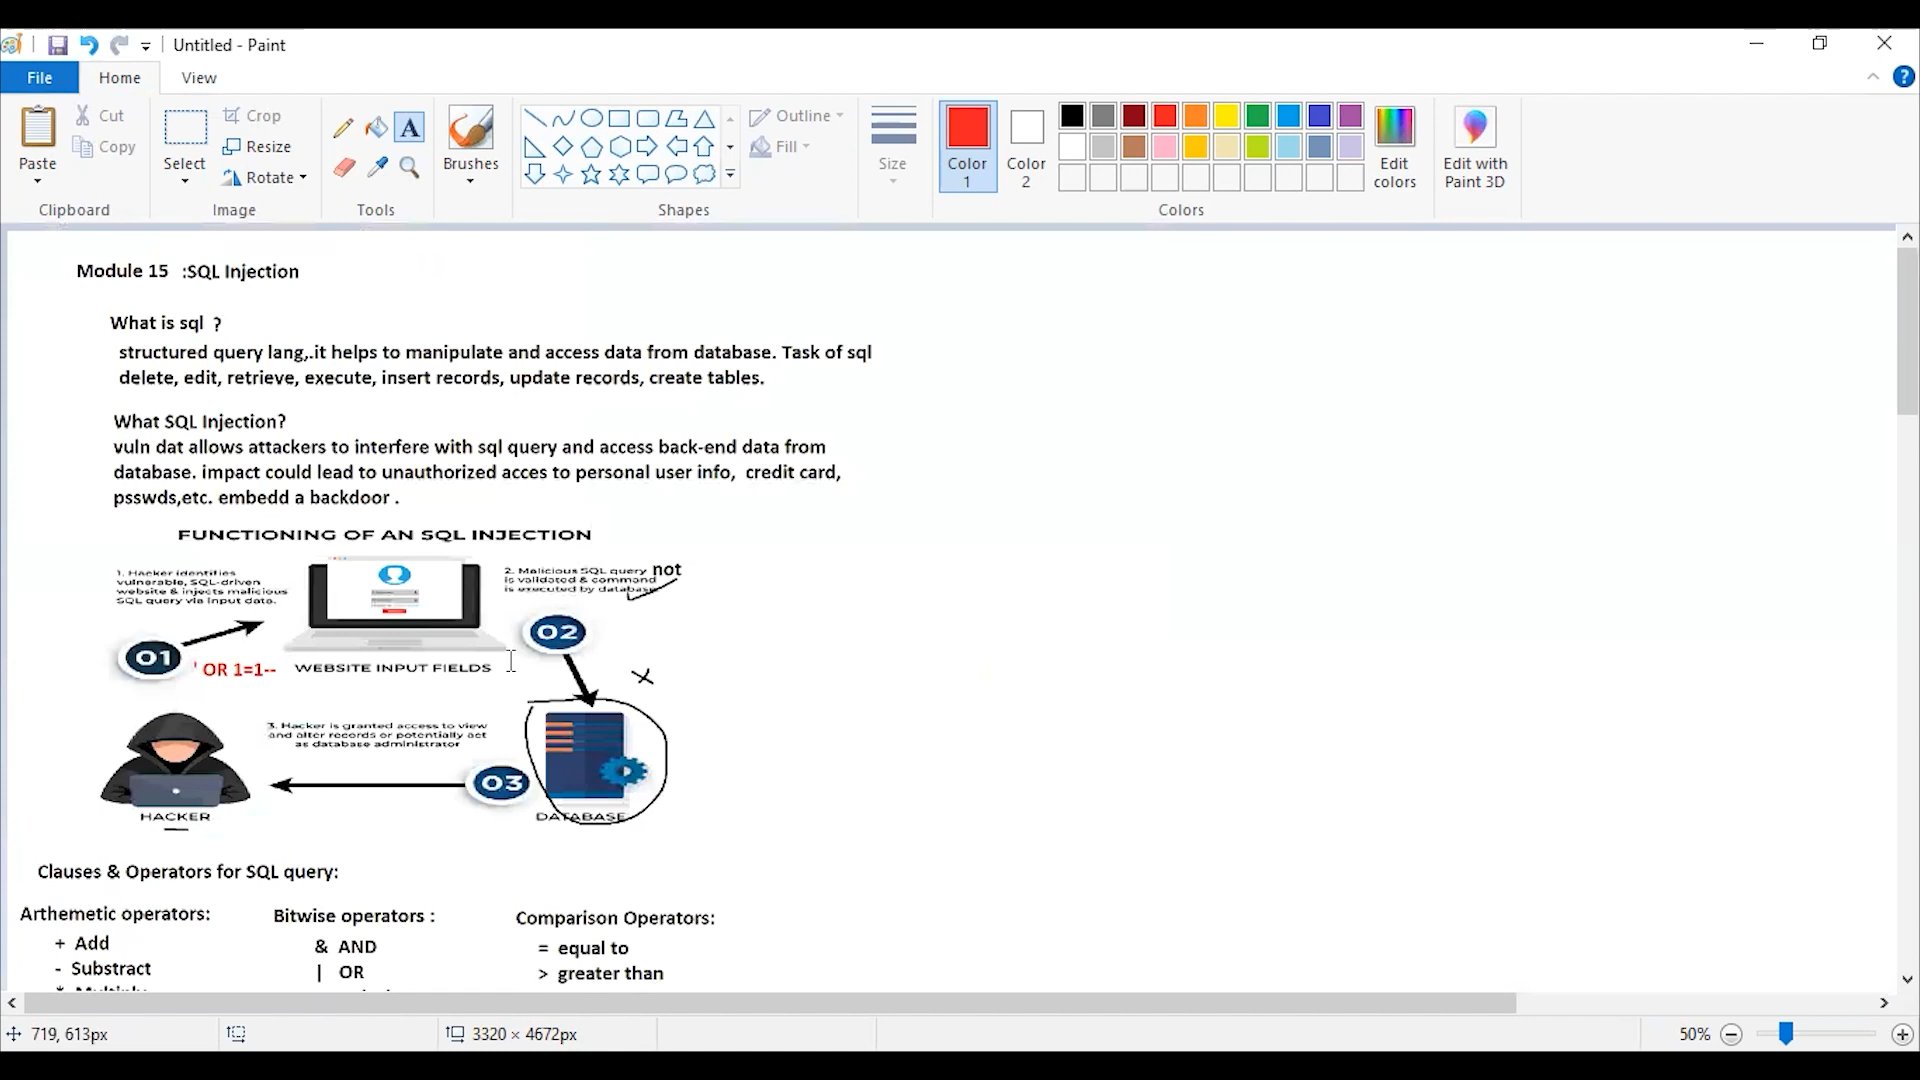 Untitled - Paint
File Home View
Paste
Cut
Copy
Clipboard
Select
Crop
Resize
Rotate
Image
A
Tools
Brushes
Shapes
Outline
Fill
Size
Color 1
Color 2
Colors
Edit colors
Edit with Paint 3D
Module 15 :SQL Injection
What is sql ?
structured query lang,.it helps to manipulate and access data from database. Task of sql
delete, edit, retrieve, execute, insert records, update records, create tables.
What SQL Injection?
vuln dat allows attackers to interfere with sql query and access back-end data from
database. impact could lead to unauthorized acces to personal user info, credit card,
psswds,etc. embedd a backdoor .
FUNCTIONING OF AN SQL INJECTION
1. Hacker identifies
vulnerable, SQL-driven
website & injects malicious
SQL query via input data.
2. Malicious SQL query not
is validated & command
is executed by database.
01
02
' OR 1=1--
WEBSITE INPUT FIELDS
3. Hacker is granted access to view
and alter records or potentially act
as database administrator
03
HACKER
DATABASE
Clauses & Operators for SQL query:
Arthemetic operators:
+ Add
- Substract
* Multiply
Bitwise operators :
& AND
| OR
Comparison Operators:
= equal to
> greater than
719, 613px
3320 × 4672px
50%